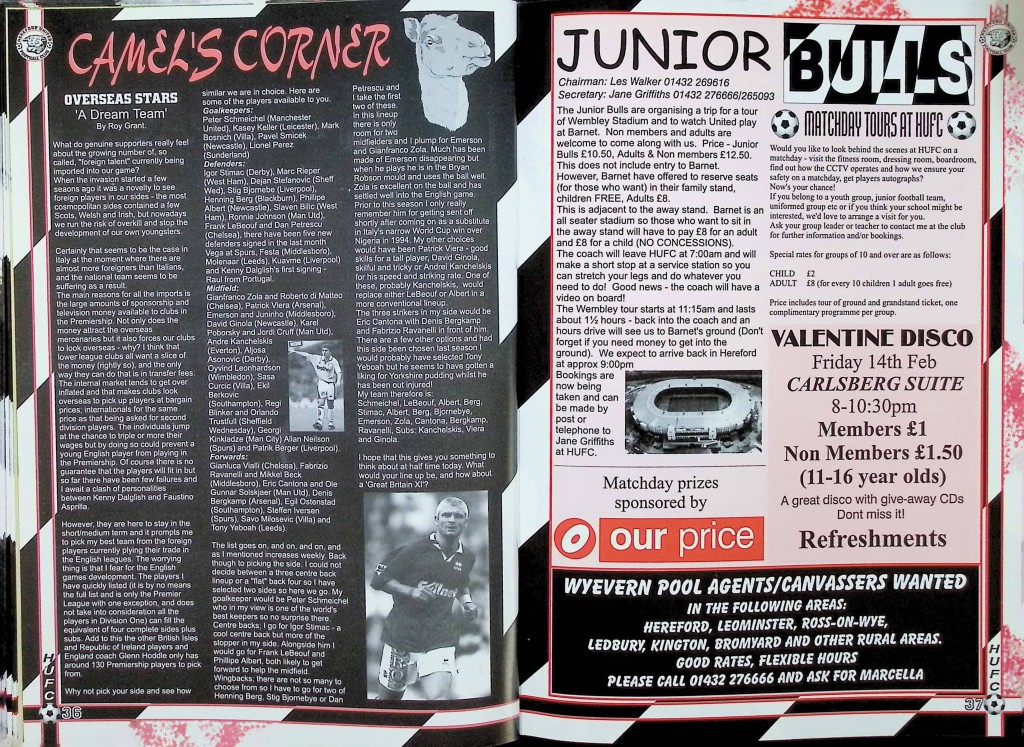 CAMEL'S CORNER
OVERSEAS STARS
'A Dream Team'
By Roy Grant.
What do genuine supporters really feel
about the growing number of, so
called, "foreign talent" currently being
imported into our game?
When the invasion started a few
seaons ago it was a novelty to see
foreign players in our sides - the most
cosmopolitan sides contained a few
Scots, Welsh and Irish, but nowadays
we run the risk of overkill and stop the
development of our own youngsters.
Certainly that seems to be the case in
Italy at the moment where there are
almost more foreigners than Italians,
and the national team seems to be
suffering as a result.
The main reasons for all the imports is
the large amounts of sponsorship and
television money available to clubs in
the Premiership. Not only does the
money attract the overseas
mercenaries but it also forces our clubs
to look overseas - why? I think that
lower league clubs all want a slice of
the money (rightly so), and the only
way they can do that is in transfer fees.
The internal market tends to get over
inflated and that makes clubs look
overseas to pick up players at bargain
prices; internationals for the same
price as that being asked for second
division players. The individuals jump
at the chance to triple or more their
wages but by doing so could prevent a
young English player from playing in
the Premiership. Of course there is no
guarantee that the players will fit in but
so far there have been few failures and
I await a clash of personalities
between Kenny Dalglish and Faustino
Asprilla.
However, they are here to stay in the
short/medium term and it prompts me
to pick my best team from the foreign
players currently plying their trade in
the English leagues. The worrying
thing is that I fear for the English
games development. The players I
have quickly listed (it is by no means
the full list and is only the Premier
League with one exception, and does
not take into consideration all the
players in Division One) can fill the
equivalent of four complete sides plus
subs. Add to this the other British Isles
and Republic of Ireland players and
England coach Glenn Hoddle only has
around 130 Premiership players to pick
from.
Why not pick your side and see how
similar we are in choice. Here are
some of the players available to you.
Goalkeepers:
Peter Schmeichel (Manchester
United), Kasey Keller (Leicester), Mark
Bosnich (Villa), Pavel Srnicek
(Newcastle), Lionel Perez
(Sunderland)
Defenders:
Igor Stimac (Derby), Marc Rieper
(West Ham), Dejan Stefanovic (Sheff
Wed), Stig Bjornebe (Liverpool),
Henning Berg (Blackburn), Philipe
Albert (Newcastle), Slaven Bilic (West
Ham), Ronnie Johnson (Man Utd),
Frank LeBoeuf and Dan Petrescu
(Chelsea), there have been five new
defenders signed in the last month
Vega at Spurs, Festa (Middlesboro),
Molenaar (Leeds), Kvarme (Liverpool)
and Kenny Dalglish's first signing -
Raul from Portugal.
Midfield:
Gianfranco Zola and Roberto di Matteo
(Chelsea), Patrick Viera (Arsenal),
Emerson and Juninho (Middlesboro),
David Ginola (Newcastle), Karel
Poborsky and Jordi Cruff (Man Utd),
Andre Kanchelskis
(Everton), Aljosa
Asonovic (Derby),
Oyvind Leonhardson
(Wimbledon), Sasa
Curcic (Villa), Ekil
Berkovic
(Southampton), Regi
Blinker and Orlando
Trustfull (Sheffield
Wednesday), Georgi
Kinkladze (Man City) Allan Neilson
(Spurs) and Patrik Berger (Liverpool).
Forwards:
Gianluca Vialli (Chelsea), Fabrizio
Ravanelli and Mikkel Beck
(Middlesboro), Eric Cantona and Ole
Gunnar Solskjaer (Man Utd), Denis
Bergkamp (Arsenal), Egil Ostenstad
(Southampton), Steffen Iversen
(Spurs), Savo Milosevic (Villa) and
Tony Yeboah (Leeds).
The list goes on, and on, and on, and
as I mentioned increases weekly. Back
though to picking the side. I could not
decide between a three centre back
lineup or a "flat" back four so I have
selected two sides so here we go. My
goalkeeper would be Peter Schmeichel
who in my view is one of the world's
best keepers so no surprise there.
Centre backs; I go for Igor Stimac - a
cool centre back but more of the
stopper in my side. Alongside him I
would go for Frank LeBoeuf and
Phillipe Albert, both likely to get
forward to help the midfield.
Wingbacks; there are not so many to
choose from so I have to go for two of
Henning Berg, Stig Bjornebye or Dan
Petrescu and
I take the first
two of these.
In this lineup
there is only
room for two
midfielders and I plump for Emerson
and Gianfranco Zola. Much has been
made of Emerson disappearing but
when he plays he is in the Bryan
Robson mould and uses the ball well.
Zola is excellent on the ball and has
settled well into the English game.
Prior to this season I only really
remember him for getting sent off
shortly after coming on as a substitute
in Italy's narrow World Cup win over
Nigeria in 1994. My other choices
would have been Patrick Viera - good
skills for a tall player, David Ginola,
skilful and tricky or Andrei Kanchelskis
for his speed and striking rate. One of
these, probably Kanchelskis, would
replace either LeBoeuf or Albert in a
more conventional lineup.
The three strikers in my side would be
Eric Cantona with Denis Bergkamp
and Fabrizio Ravanelli in front of him.
There are a few other options and had
this side been chosen last season I
would probably have selected Tony
Yeboah but he seems to have gotten a
liking for Yorkshire pudding whilst he
has been out injured!
My team therefore is:
Schmeichel, LeBeouf, Albert, Berg,
Stimac, Albert, Berg, Bjornebye,
Emerson, Zola, Cantona, Bergkamp,
Ravanelli, Subs: Kanchelskis, Viera
and Ginola.
I hope that this gives you something to
think about at half time today. What
would your line up be, and how about
a 'Great Britain XI'?
HUFC
36
JUNIOR BULLS
Chairman: Les Walker 01432 269616
Secretary: Jane Griffiths 01432 276666/265093
The Junior Bulls are organising a trip for a
tour of Wembley Stadium and to watch United play
at Barnet. Non members and adults are
welcome to come along with us. Price - Junior
Bulls £10.50, Adults & Non members £12.50.
This does not include entry to Barnet.
However, Barnet have offered to reserve seats
(for those who want) in their family stand,
children FREE, Adults £8.
This is adjacent to the away stand. Barnet is an
all seater stadium so those who want to sit in
the away stand will have to pay £8 for an adult
and £8 for a child (NO CONCESSIONS).
The coach will leave HUFC at 7:00am and will
make a short stop at a service station so you
can stretch your legs and do whatever you
need to do! Good news - the coach will have a
video on board!
The Wembley tour starts at 11:15am and lasts
about 1½ hours - back into the coach and an
hours drive will see us to Barnet's ground (Don't
forget if you need money to get into the
ground). We expect to arrive back in Hereford
at approx 9:00pm
Bookings are
now being
taken and can
be made by
post or
telephone to
Jane Griffiths
at HUFC.
Matchday prizes
sponsored by
our price
MATCHDAY TOURS AT HUFC
Would you like to look behind the scenes at HUFC on a
matchday - visit the fitness room, dressing room, boardroom,
find out how the CCTV operates and how we ensure your
safety on a matchday, get players autographs?
Now's your chance!
If you belong to a youth group, junior football team,
uniformed group etc or if you think your school might be
interested, we'd love to arrange a visit for you.
Ask your group leader or teacher to contact me at the club
for further information and/or bookings.
Special rates for groups of 10 and over are as follows:
CHILD £2
ADULT £8 (for every 10 children 1 adult goes free)
Price includes tour of ground and grandstand ticket, one
complimentary programme per group.
VALENTINE DISCO
Friday 14th Feb
CARLSBERG SUITE
8-10:30pm
Members £1
Non Members £1.50
(11-16 year olds)
A great disco with give-away CDs
Dont miss it!
Refreshments
WYEVERN POOL AGENTS/CANVASSERS WANTED
IN THE FOLLOWING AREAS:
HEREFORD, LEOMINSTER, ROSS-ON-WYE,
LEDBURY, KINGTON, BROMYARD AND OTHER RURAL AREAS.
GOOD RATES, FLEXIBLE HOURS
PLEASE CALL 01432 276666 AND ASK FOR MARCELLA
HUFC
37